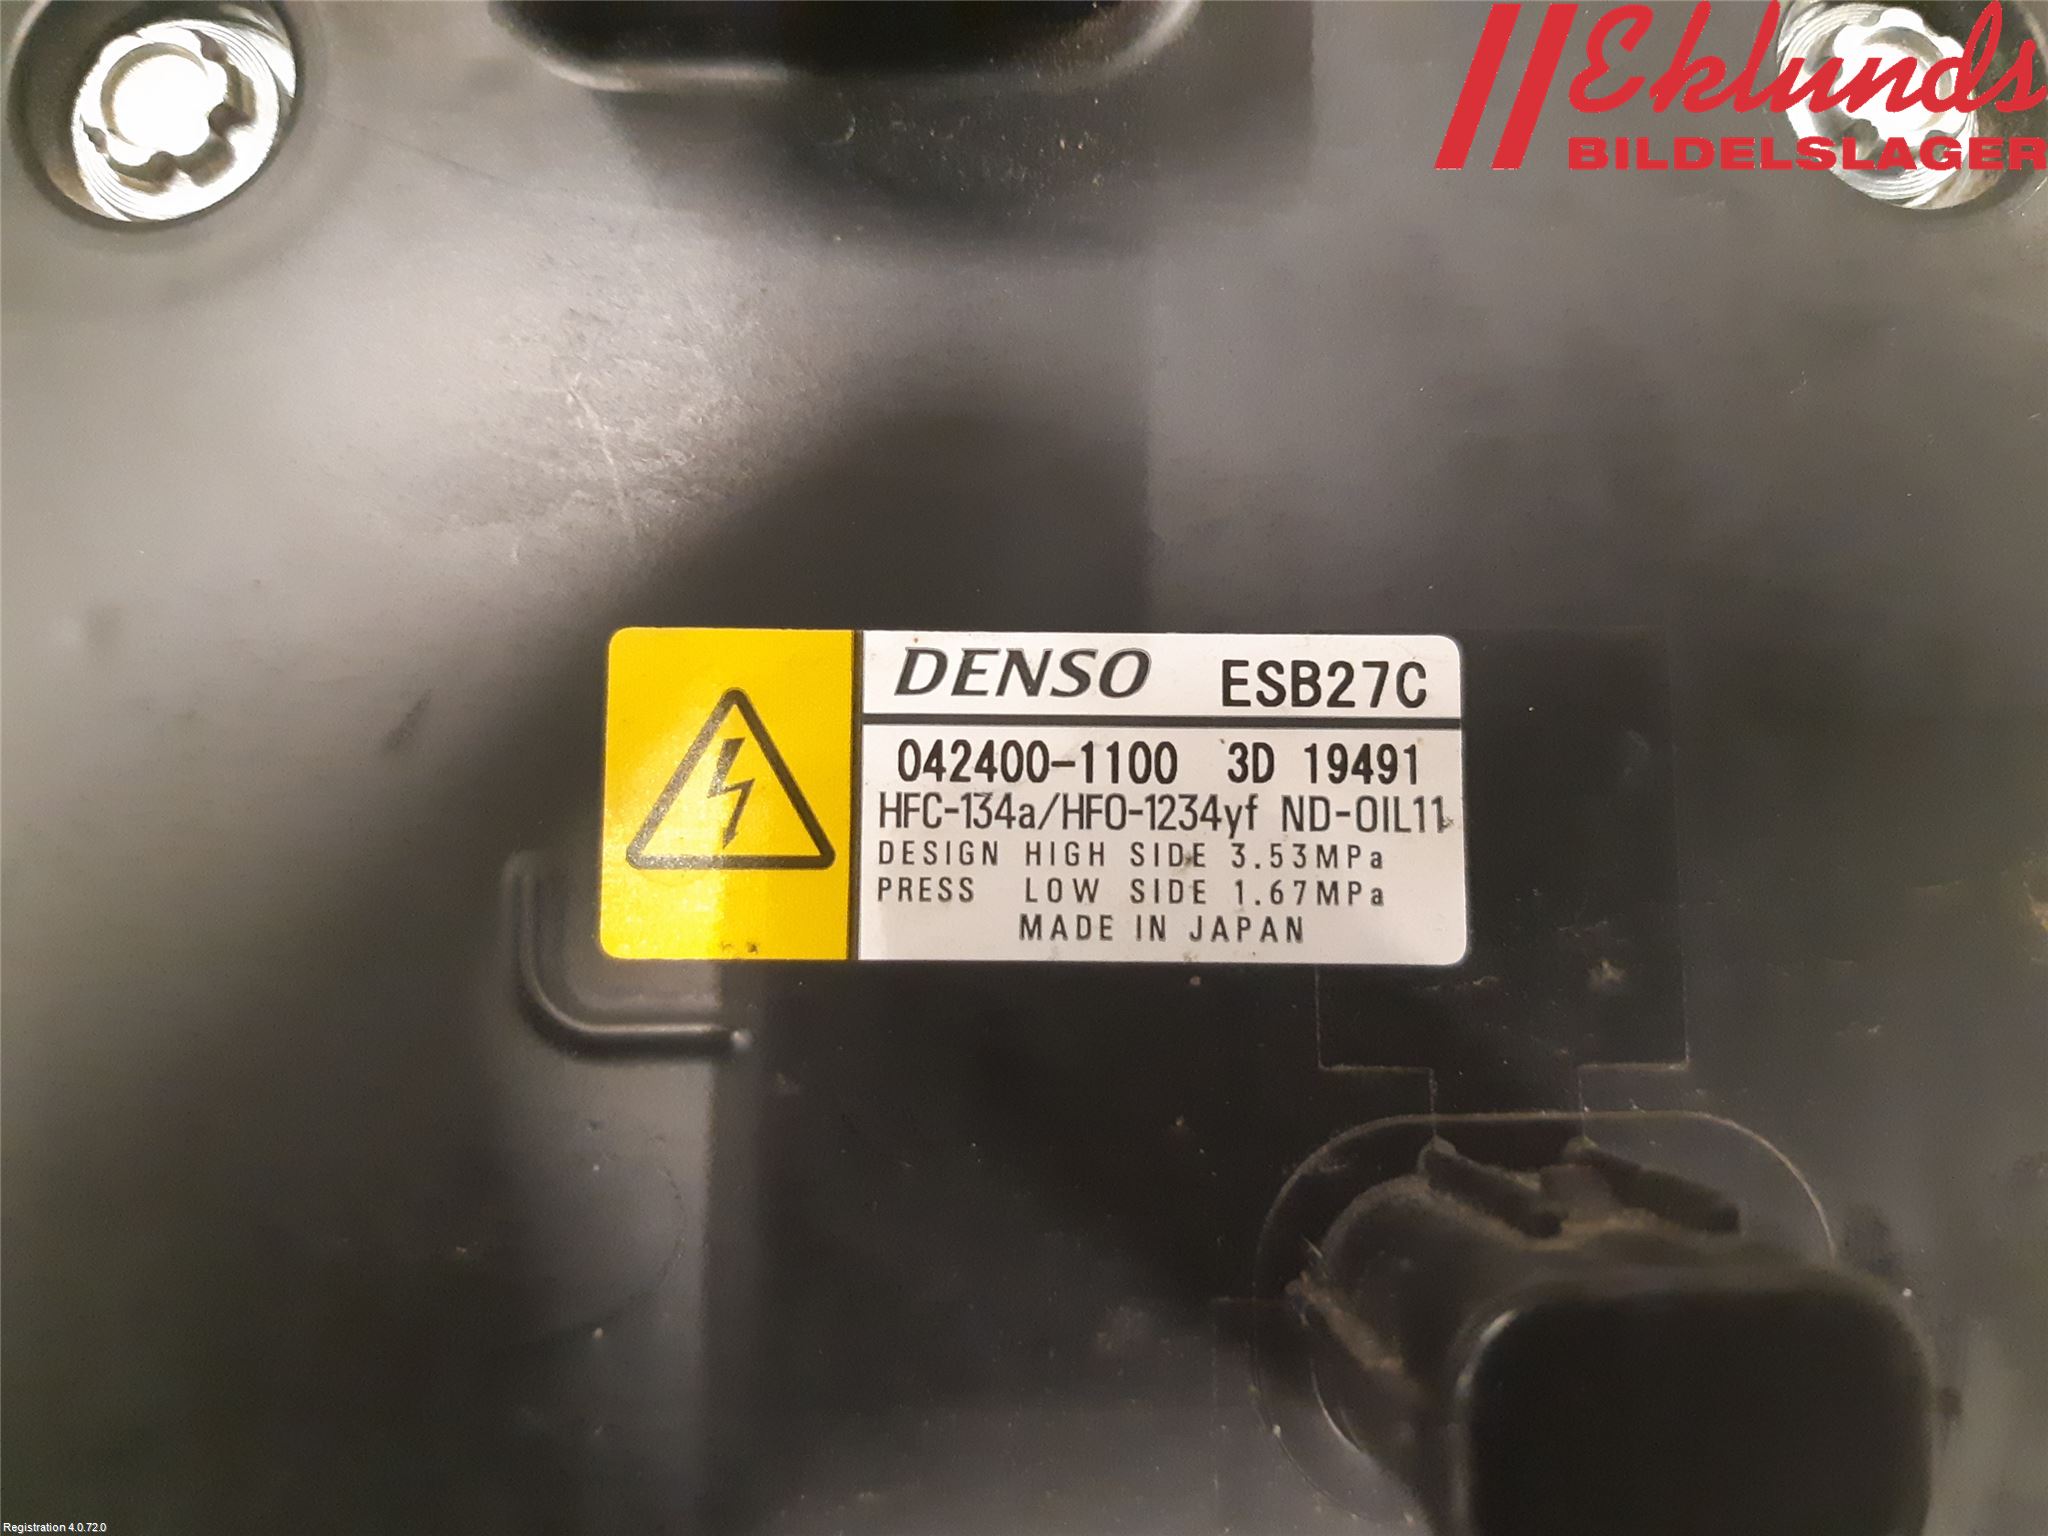 Eklunds
BILDELSLAGER
DENSO ESB27C
042400-1100 3D 19491
HFC-134a/HFO-1234yf ND-OIL11
DESIGN HIGH SIDE 3.53MPa
PRESS LOW SIDE 1.67MPa
MADE IN JAPAN
Registration 4.0.72.0